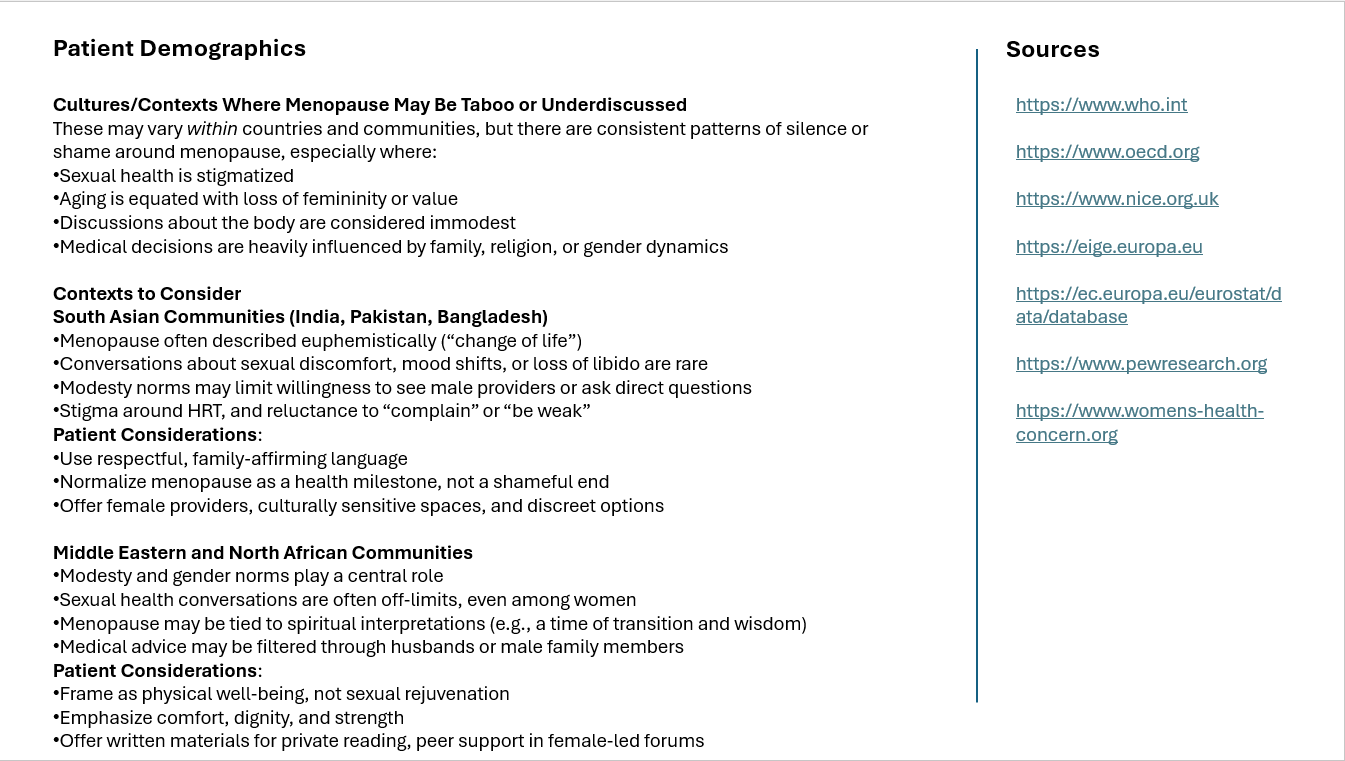 Patient Demographics
Cultures/Contexts Where Menopause May Be Taboo or Underdiscussed
These may vary within countries and communities, but there are consistent patterns of silence or
shame around menopause, especially where:
•Sexual health is stigmatized
•Aging is equated with loss of femininity or value
•Discussions about the body are considered immodest
•Medical decisions are heavily influenced by family, religion, or gender dynamics
Contexts to Consider
South Asian Communities (India, Pakistan, Bangladesh)
•Menopause often described euphemistically (“change of life”)
•Conversations about sexual discomfort, mood shifts, or loss of libido are rare
•Modesty norms may limit willingness to see male providers or ask direct questions
•Stigma around HRT, and reluctance to “complain” or “be weak”
Patient Considerations:
•Use respectful, family-affirming language
•Normalize menopause as a health milestone, not a shameful end
•Offer female providers, culturally sensitive spaces, and discreet options
Middle Eastern and North African Communities
•Modesty and gender norms play a central role
•Sexual health conversations are often off-limits, even among women
•Menopause may be tied to spiritual interpretations (e.g., a time of transition and wisdom)
•Medical advice may be filtered through husbands or male family members
Patient Considerations:
•Frame as physical well-being, not sexual rejuvenation
•Emphasize comfort, dignity, and strength
•Offer written materials for private reading, peer support in female-led forums
Sources
https://www.who.int
https://www.oecd.org
https://www.nice.org.uk
https://eige.europa.eu
https://ec.europa.eu/eurostat/d
ata/database
https://www.pewresearch.org
https://www.womens-health-
concern.org